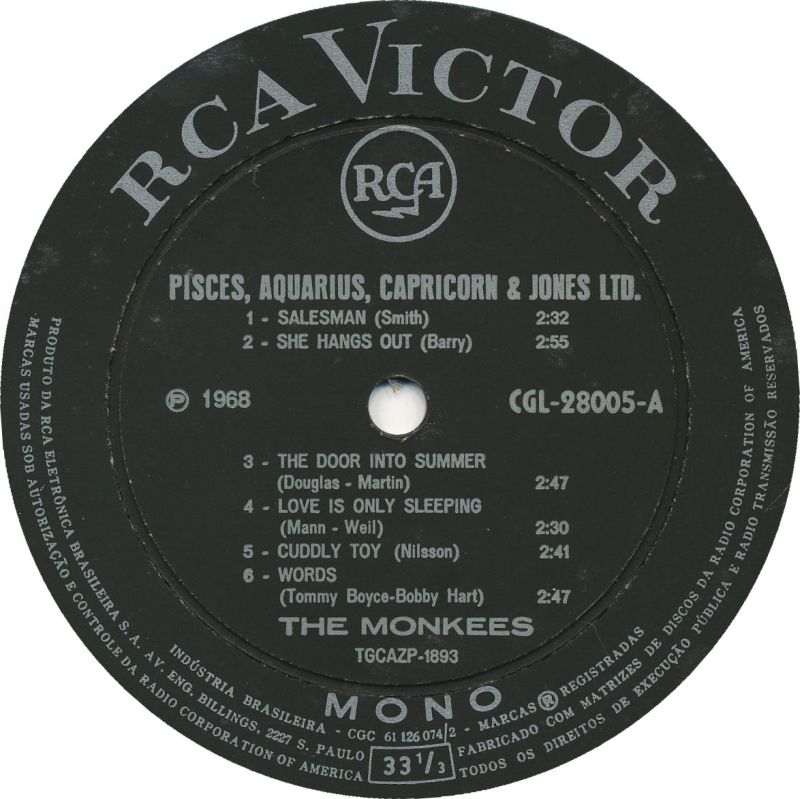 RCA VICTOR
RCA
PISCES, AQUARIUS, CAPRICORN & JONES LTD.
1 - SALESMAN (Smith) 2:32
2 - SHE HANGS OUT (Barry) 2:55
℗ 1968 CGL-28005-A
3 - THE DOOR INTO SUMMER
(Douglas - Martin) 2:47
4 - LOVE IS ONLY SLEEPING
(Mann - Weil) 2:30
5 - CUDDLY TOY (Nilsson) 2:41
6 - WORDS
(Tommy Boyce-Bobby Hart) 2:47
THE MONKEES
TGCAZP-1893
MONO
33 1/3
PRODUTO DA RCA ELETRÔNICA BRASILEIRA S. A. AV. ENG. BILLINGS, 2227 S. PAULO
INDÚSTRIA BRASILEIRA - CGC 61 126 074/2 - MARCAS ® REGISTRADAS
MARCAS USADAS SOB AUTORIZAÇÃO E CONTROLE DA RADIO CORPORATION OF AMERICA
FABRICADO COM MATRIZES DE DISCOS DA RADIO CORPORATION OF AMERICA
TODOS OS DIREITOS DE EXECUÇÃO PÚBLICA E RADIO TRANSMISSÃO RESERVADOS